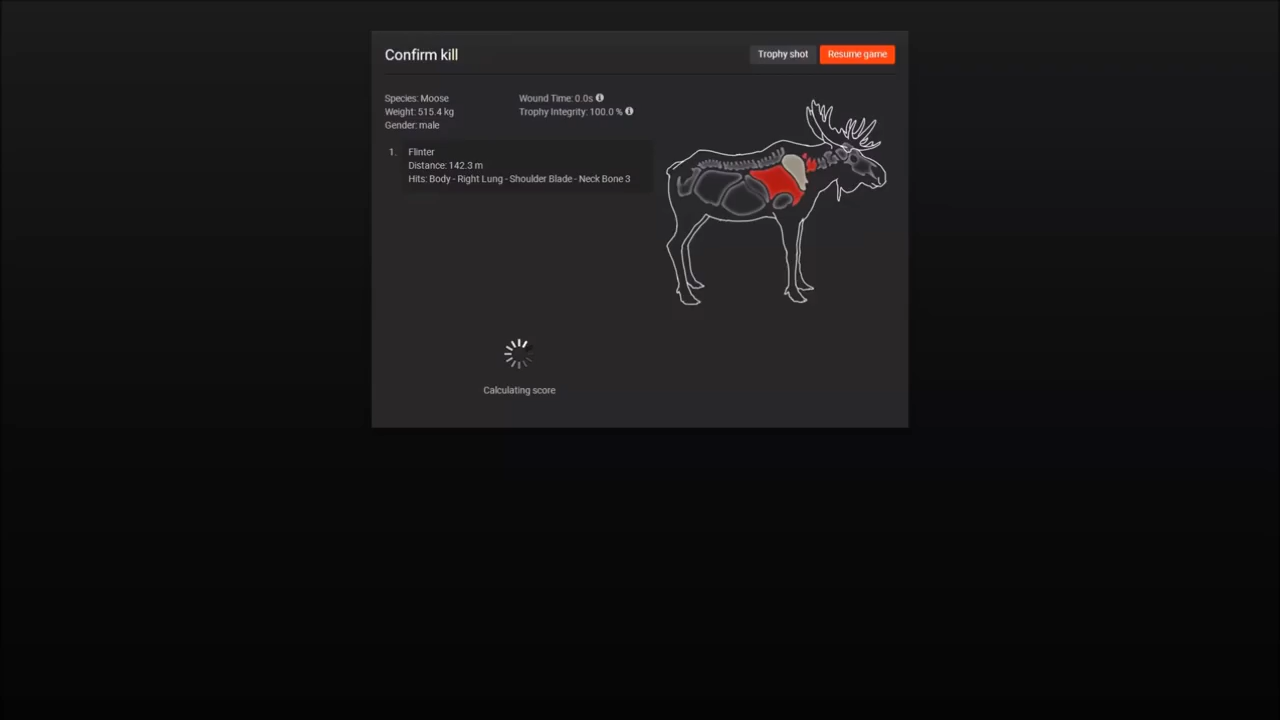 Confirm kill
Trophy shot
Resume game
Species: Moose
Weight: 515.4 kg
Gender: male
Wound Time: 0.0s
Trophy Integrity: 100.0 %
1. Flinter
Distance: 142.3 m
Hits: Body - Right Lung - Shoulder Blade - Neck Bone 3
Calculating score